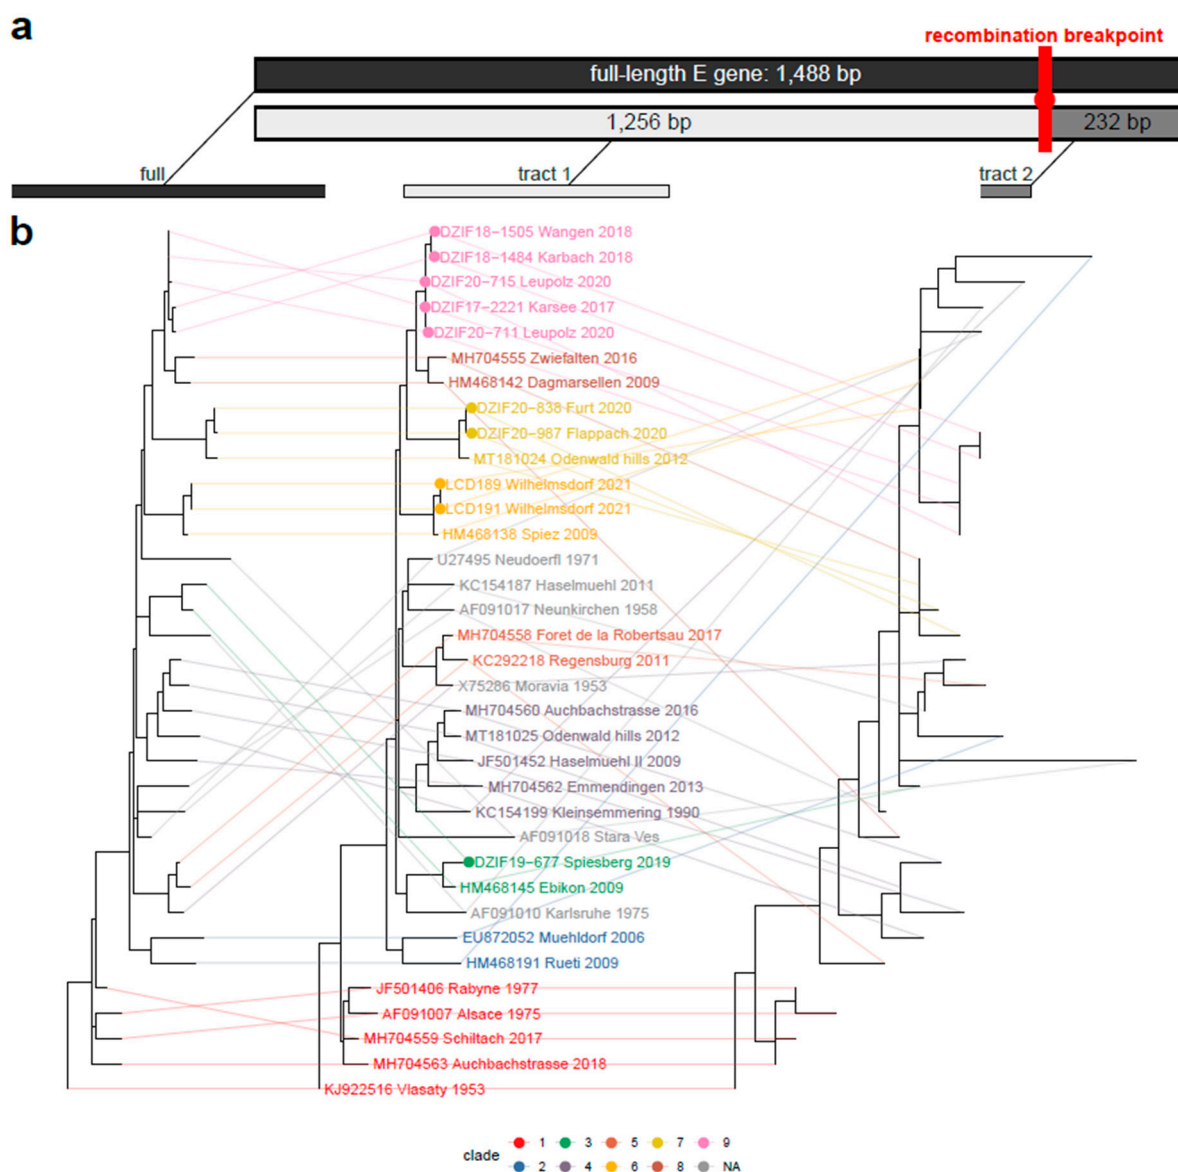 a
recombination breakpoint
full-length E gene: 1,488 bp
1,256 bp
232 bp
full
tract 1
tract 2
b
DZIF18−1505 Wangen 2018
DZIF18−1484 Karbach 2018
DZIF20−715 Leupolz 2020
DZIF17−2221 Karsee 2017
DZIF20−711 Leupolz 2020
MH704555 Zwiefalten 2016
HM468142 Dagmarsellen 2009
DZIF20−838 Furt 2020
DZIF20−987 Flappach 2020
MT181024 Odenwald hills 2012
LCD189 Wilhelmsdorf 2021
LCD191 Wilhelmsdorf 2021
HM468138 Spiez 2009
U27495 Neudoerfl 1971
KC154187 Haselmuehl 2011
AF091017 Neunkirchen 1958
MH704558 Foret de la Robertsau 2017
KC292218 Regensburg 2011
X75286 Moravia 1953
MH704560 Auchbachstrasse 2016
MT181025 Odenwald hills 2012
JF501452 Haselmuehl II 2009
MH704562 Emmendingen 2013
KC154199 Kleinsemmering 1990
AF091018 Stara Ves
DZIF19−677 Spiesberg 2019
HM468145 Ebikon 2009
AF091010 Karlsruhe 1975
EU872052 Muehldorf 2006
HM468191 Rueti 2009
JF501406 Rabyne 1977
AF091007 Alsace 1975
MH704559 Schiltach 2017
MH704563 Auchbachstrasse 2018
KJ922516 Vlasaty 1953
clade
1 3 5 7 9
2 4 6 8 NA